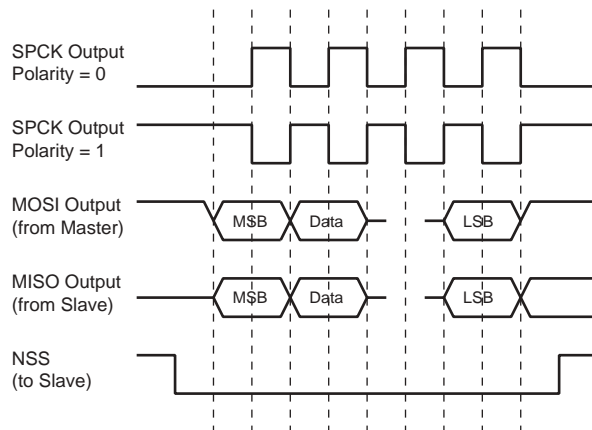 SPCK Output
Polarity = 0
SPCK Output
Polarity = 1
MOSI Output
(from Master)
MSB
Data
LSB
MISO Output
(from Slave)
MSB
Data
LSB
NSS
(to Slave)